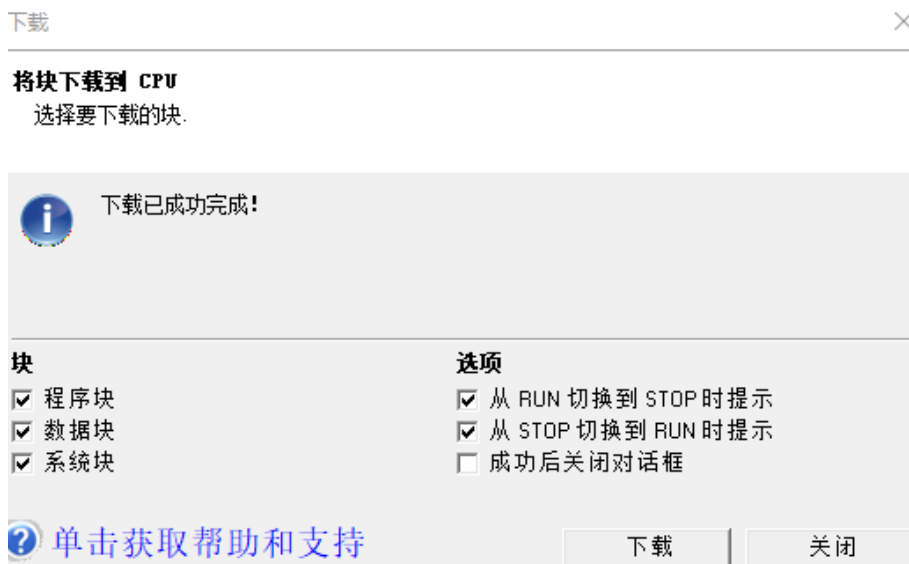 下载
将块下载到 CPU
选择要下载的块.
下载已成功完成!
块
程序块
数据块
系统块
选项
从 RUN 切换到 STOP 时提示
从 STOP 切换到 RUN 时提示
成功后关闭对话框
单击获取帮助和支持
下载
关闭